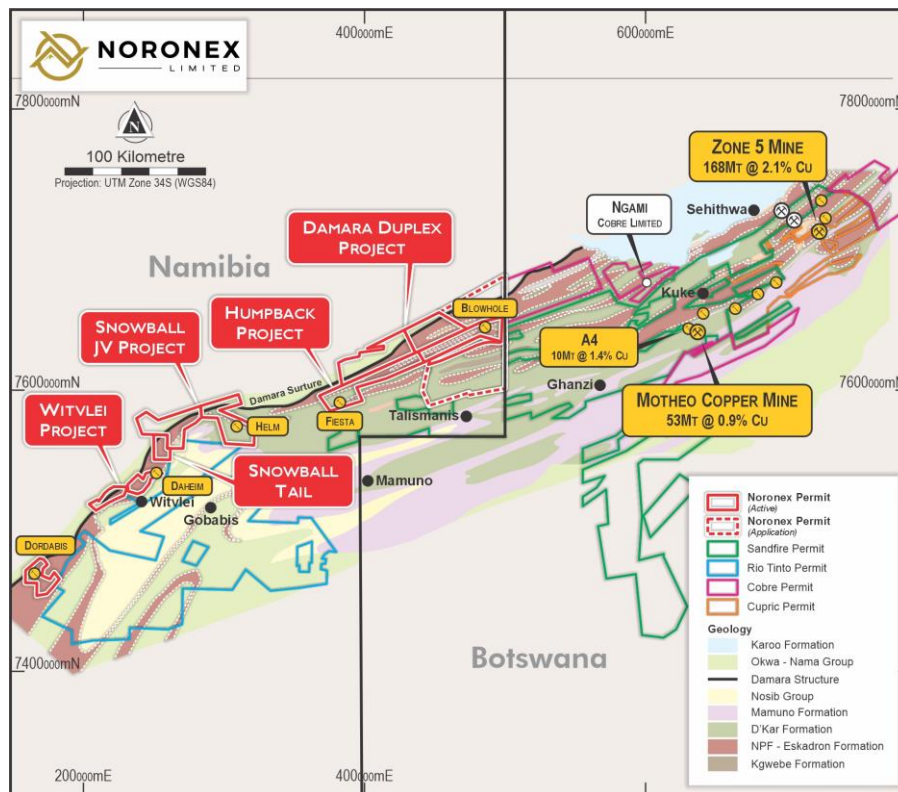 NORONEX
LIMITED
400000mE
600000mE
7800000mN
7800000mN
N
100 Kilometre
Projection: UTM Zone 34S (WGS84)
ZONE 5 MINE
168MT @ 2.1% CU
NGAMI
COBRE LIMITED
Sehithwa
DAMARA DUPLEX
PROJECT
Namibia
HUMPBACK
PROJECT
SNOWBALL
JV PROJECT
BLOWHOLE
Kuke
A4
10MT @ 1.4% CU
Damara Surture
7600000mN
7600000mN
Ghanzi
MOTHEO COPPER MINE
53MT @ 0.9% CU
WITVLEI
PROJECT
HELM
FIESTA
Talismanis
SNOWBALL
TAIL
DAHEIM
Mamuno
Witvlei
Gobabis
DORDABIS
Botswana
7400000mN
200000mE
400000mE
Noronex Permit
(Active)
Noronex Permit
(Application)
Sandfire Permit
Rio Tinto Permit
Cobre Permit
Cupric Permit
Geology
Karoo Formation
Okwa - Nama Group
Damara Structure
Nosib Group
Mamuno Formation
D'Kar Formation
NPF - Eskadron Formation
Kgwebe Formation